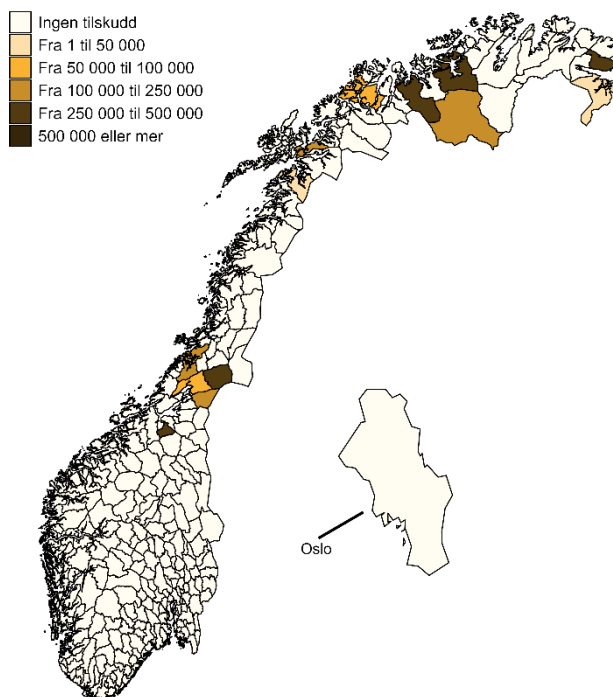 Ingen tilskudd
Fra 1 til 50 000
Fra 50 000 til 100 000
Fra 100 000 til 250 000
Fra 250 000 til 500 000
500 000 eller mer
Oslo